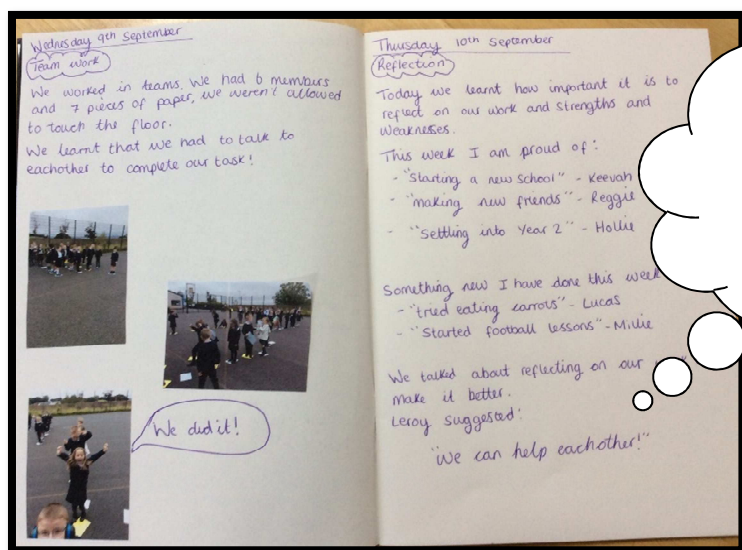 Wednesday 9th September
Team work
We worked in teams. We had 6 members
and 7 pieces of paper, we weren't allowed
to touch the floor.
We learnt that we had to talk to
eachother to complete our task!
We did it!
Thursday 10th September
Reflection
Today we learnt how important it is to
reflect on our work and strengths and
weaknesses.
This week I am proud of:
- "Starting a new school" - Keevah
- "making new friends" - Reggie
- "Settling into Year 2" - Hollie
Something new I have done this week
- "tried eating carrots" - Lucas
- "Started football lessons" - Millie
We talked about reflecting on our
make it better.
Leroy suggested:
"We can help eachother!"